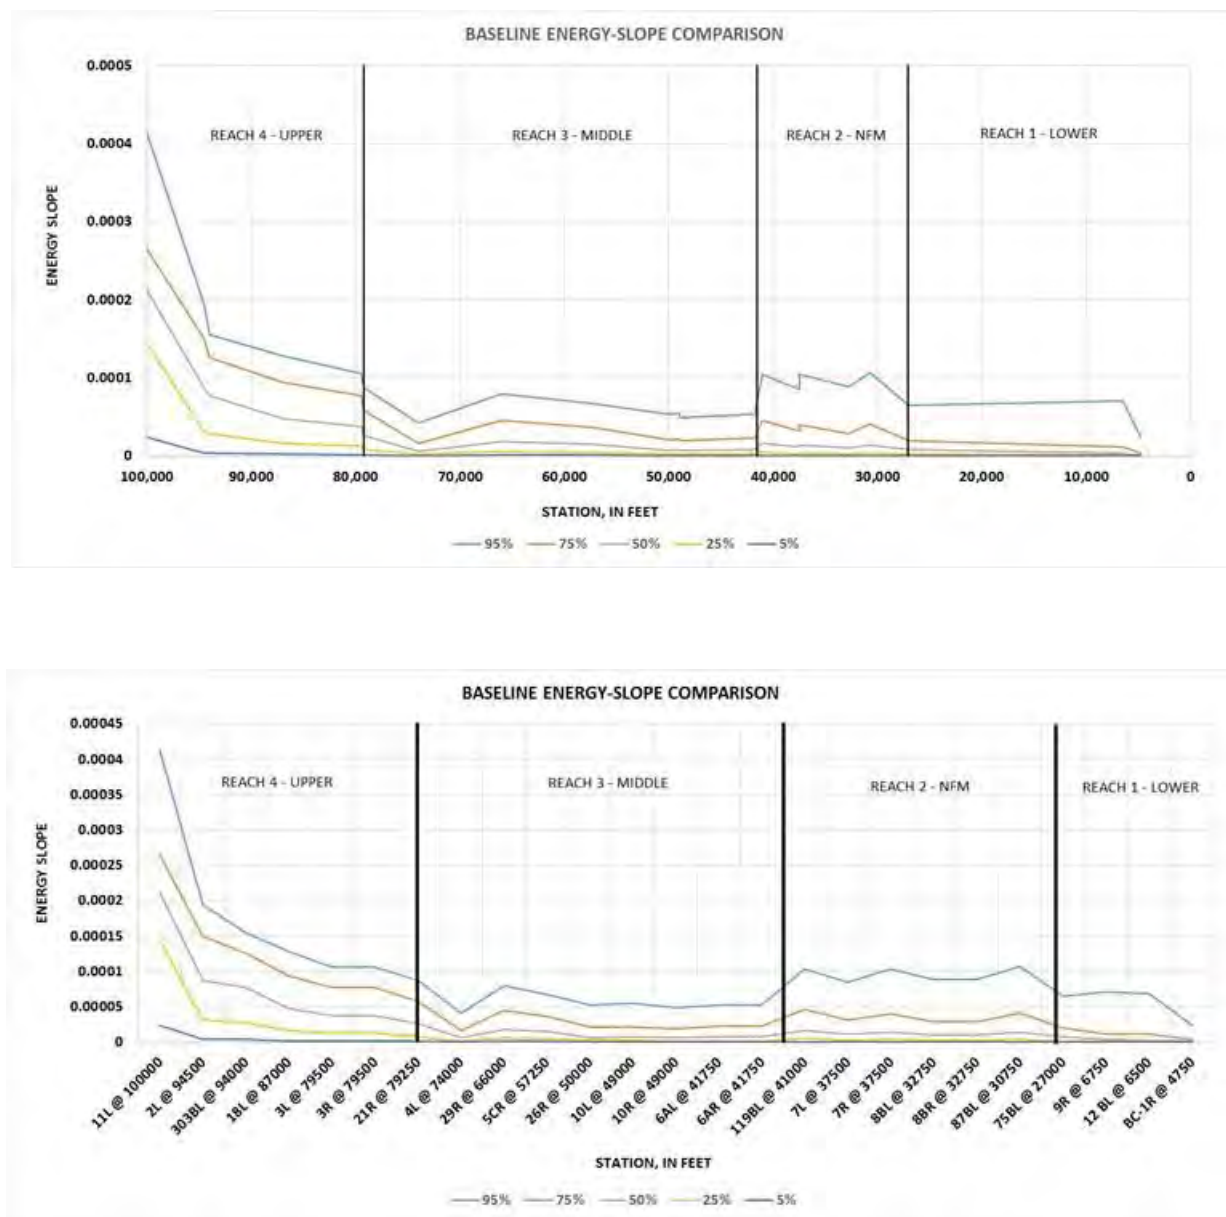 BASELINE ENERGY-SLOPE COMPARISON
0.0005
0.0004
0.0003
0.0002
0.0001
0
ENERGY SLOPE
REACH 4 - UPPER
REACH 3 - MIDDLE
REACH 2 - NFM
REACH 1 - LOWER
100,000 90,000 80,000 70,000 60,000 50,000 40,000 30,000 20,000 10,000 0
STATION, IN FEET
95% 75% 50% 25% 5%
BASELINE ENERGY-SLOPE COMPARISON
0.00045
0.0004
0.00035
0.0003
0.00025
0.0002
0.00015
0.0001
0.00005
0
ENERGY SLOPE
REACH 4 - UPPER
REACH 3 - MIDDLE
REACH 2 - NFM
REACH 1 - LOWER
11L @ 100000
2L @ 94500
303BL @ 94000
1BL @ 87000
3L @ 79500
3R @ 79500
21R @ 79250
4L @ 74000
29R @ 66000
5CR @ 57250
26R @ 50000
10L @ 49000
10R @ 49000
6AL @ 41750
6AR @ 41750
119BL @ 41000
7L @ 37500
7R @ 37500
8BL @ 32750
8BR @ 32750
87BL @ 30750
75BL @ 27000
9R @ 6750
12 BL @ 6500
BC-1R @ 4750
STATION, IN FEET
95% 75% 50% 25% 5%